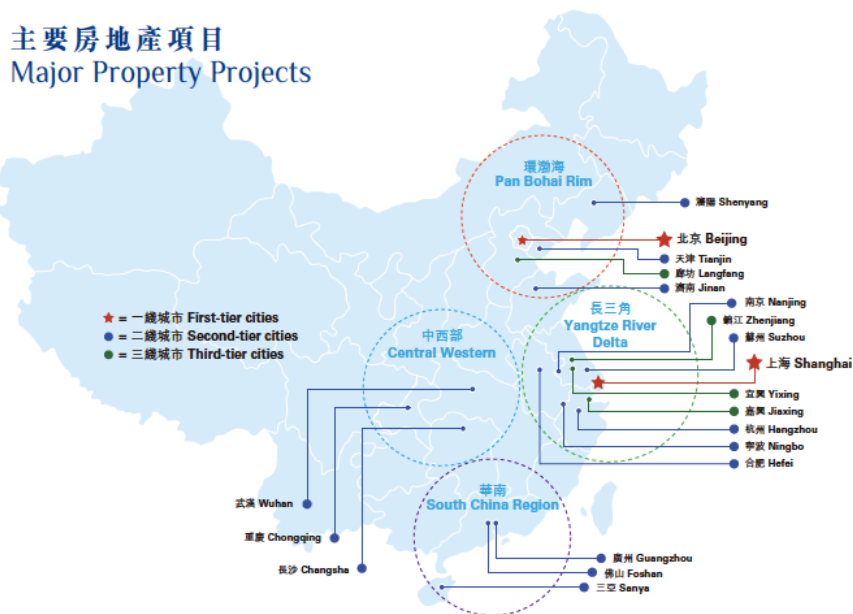 主要房地產項目
Major Property Projects
環渤海
Pan Bohai Rim
瀋陽 Shenyang
北京 Beijing
天津 Tianjin
廊坊 Langfang
濟南 Jinan
★ = 一綫城市 First-tier cities
● = 二綫城市 Second-tier cities
● = 三綫城市 Third-tier cities
中西部
Central Western
長三角
Yangtze River
Delta
南京 Nanjing
鎮江 Zhenjiang
蘇州 Suzhou
上海 Shanghai
宜興 Yixing
嘉興 Jiaxing
杭州 Hangzhou
寧波 Ningbo
合肥 Hefei
武漢 Wuhan
重慶 Chongqing
長沙 Changsha
華南
South China Region
廣州 Guangzhou
佛山 Foshan
三亞 Sanya